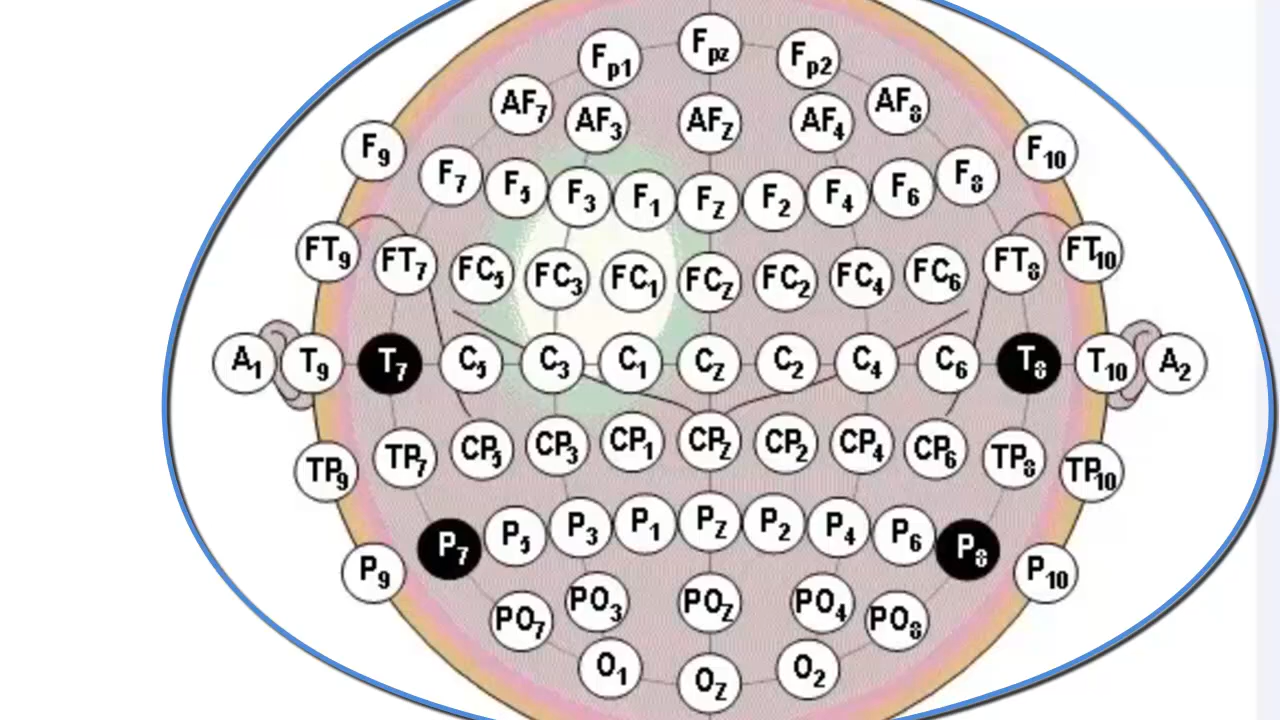 Fp1 Fpz Fp2
AF7 AF3 AFZ AF4 AF8
F9 F7 F5 F3 F1 FZ F2 F4 F6 F8 F10
FT9 FT7 FC5 FC3 FC1 FCZ FC2 FC4 FC6 FT8 FT10
A1 T9 T7 C5 C3 C1 CZ C2 C4 C6 T8 T10 A2
TP9 TP7 CP5 CP3 CP1 CPZ CP2 CP4 CP6 TP8 TP10
P9 P7 P5 P3 P1 PZ P2 P4 P6 P8 P10
PO7 PO3 POZ PO4 PO8
O1 OZ O2